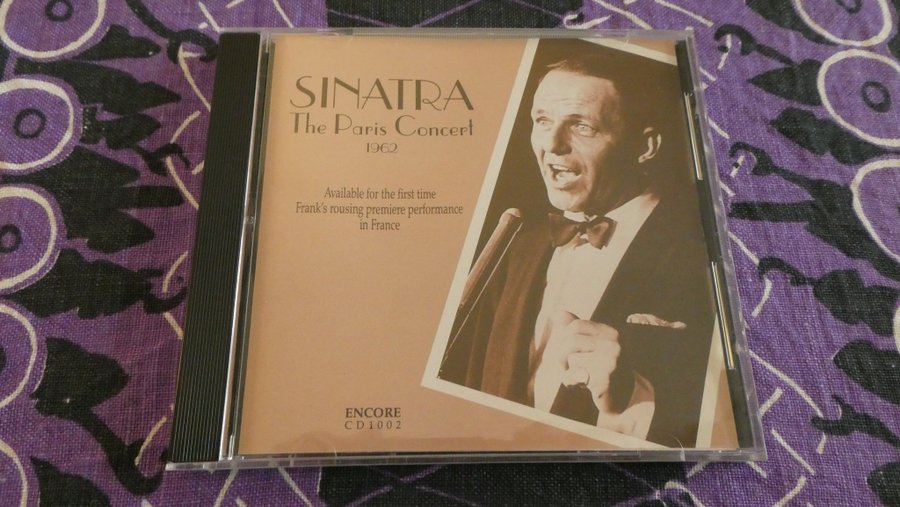 SINATRA
The Paris Concert
1962
Available for the first time
Frank's rousing premiere performance
in France
ENCORE
CD1002